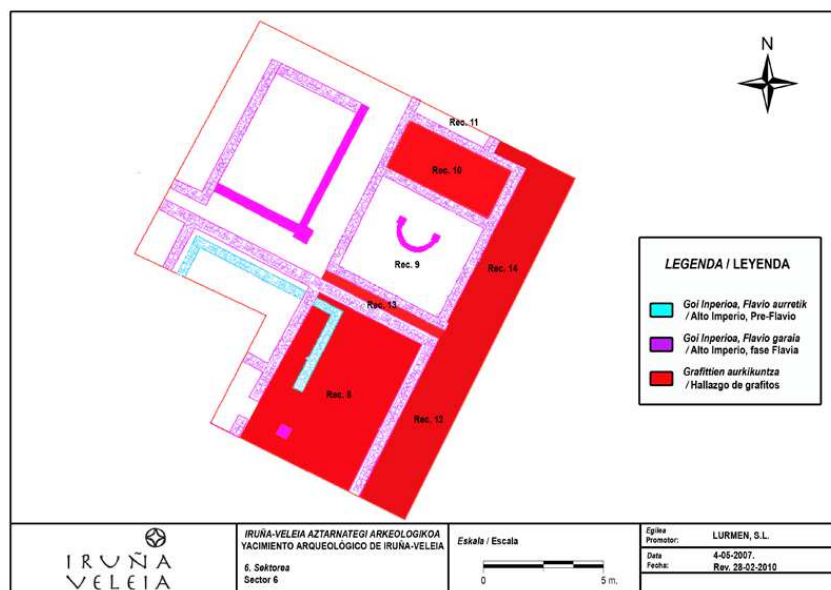 N
Rec. 11
Rec. 10
Rec. 9
Rec. 14
Rec. 13
Rec. 8
Rec. 12
LEGENDA / LEYENDA
Goi Inperioa, Flavio aurretik
/ Alto Imperio, Pre-Flavio
Goi Inperioa, Flavio garaia
/ Alto Imperio, fase Flavia
Grafittien aurkikuntza
/ Hallazgo de grafitos
IRUÑA
VELEIA
IRUÑA-VELEIA AZTARNATEGI ARKEOLOGIKOA
YACIMIENTO ARQUEOLÓGICO DE IRUÑA-VELEIA
6. Sektorea
Sector 6
Eskala / Escala
0 5 m.
Egilea
Promotor: LURMEN, S.L.
Data 4-05-2007.
Fecha: Rev. 28-02-2010